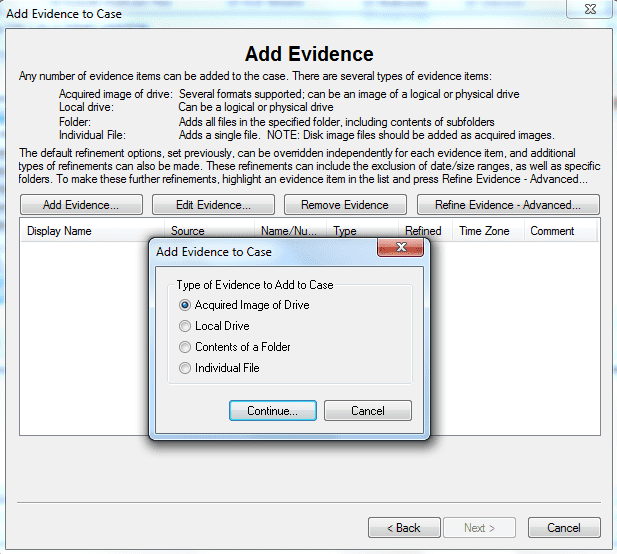 Add Evidence to Case
Add Evidence
Any number of evidence items can be added to the case. There are several types of evidence items:
Acquired image of drive: Several formats supported; can be an image of a logical or physical drive
Local drive: Can be a logical or physical drive
Folder: Adds all files in the specified folder, including contents of subfolders
Individual File: Adds a single file. NOTE: Disk image files should be added as acquired images.
The default refinement options, set previously, can be overridden independently for each evidence item, and additional
types of refinements can also be made. These refinements can include the exclusion of date/size ranges, as well as specific
folders. To make these further refinements, highlight an evidence item in the list and press Refine Evidence - Advanced...
Add Evidence... Edit Evidence... Remove Evidence Refine Evidence - Advanced...
Display Name Source Name/Nu... Type Refined Time Zone Comment
Add Evidence to Case
Type of Evidence to Add to Case
Acquired Image of Drive
Local Drive
Contents of a Folder
Individual File
Continue... Cancel
< Back Next > Cancel